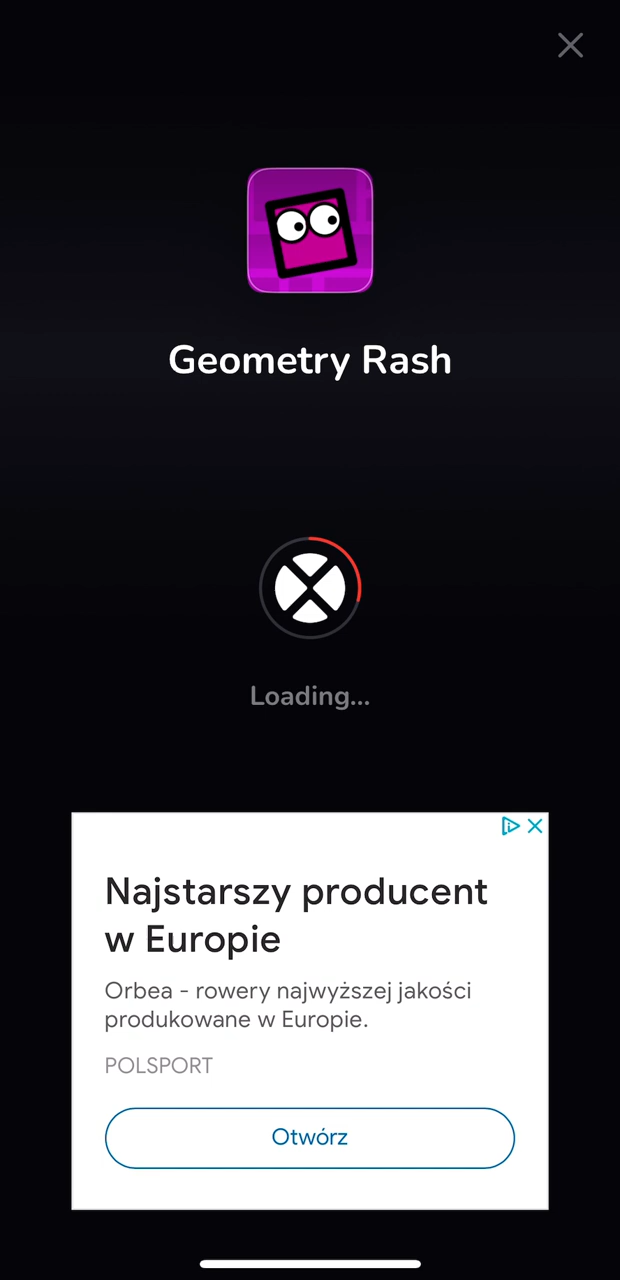 Geometry Rash
Loading...
Najstarszy producent
w Europie
Orbea - rowery najwyższej jakości
produkowane w Europie.
POLSPORT
Otwórz